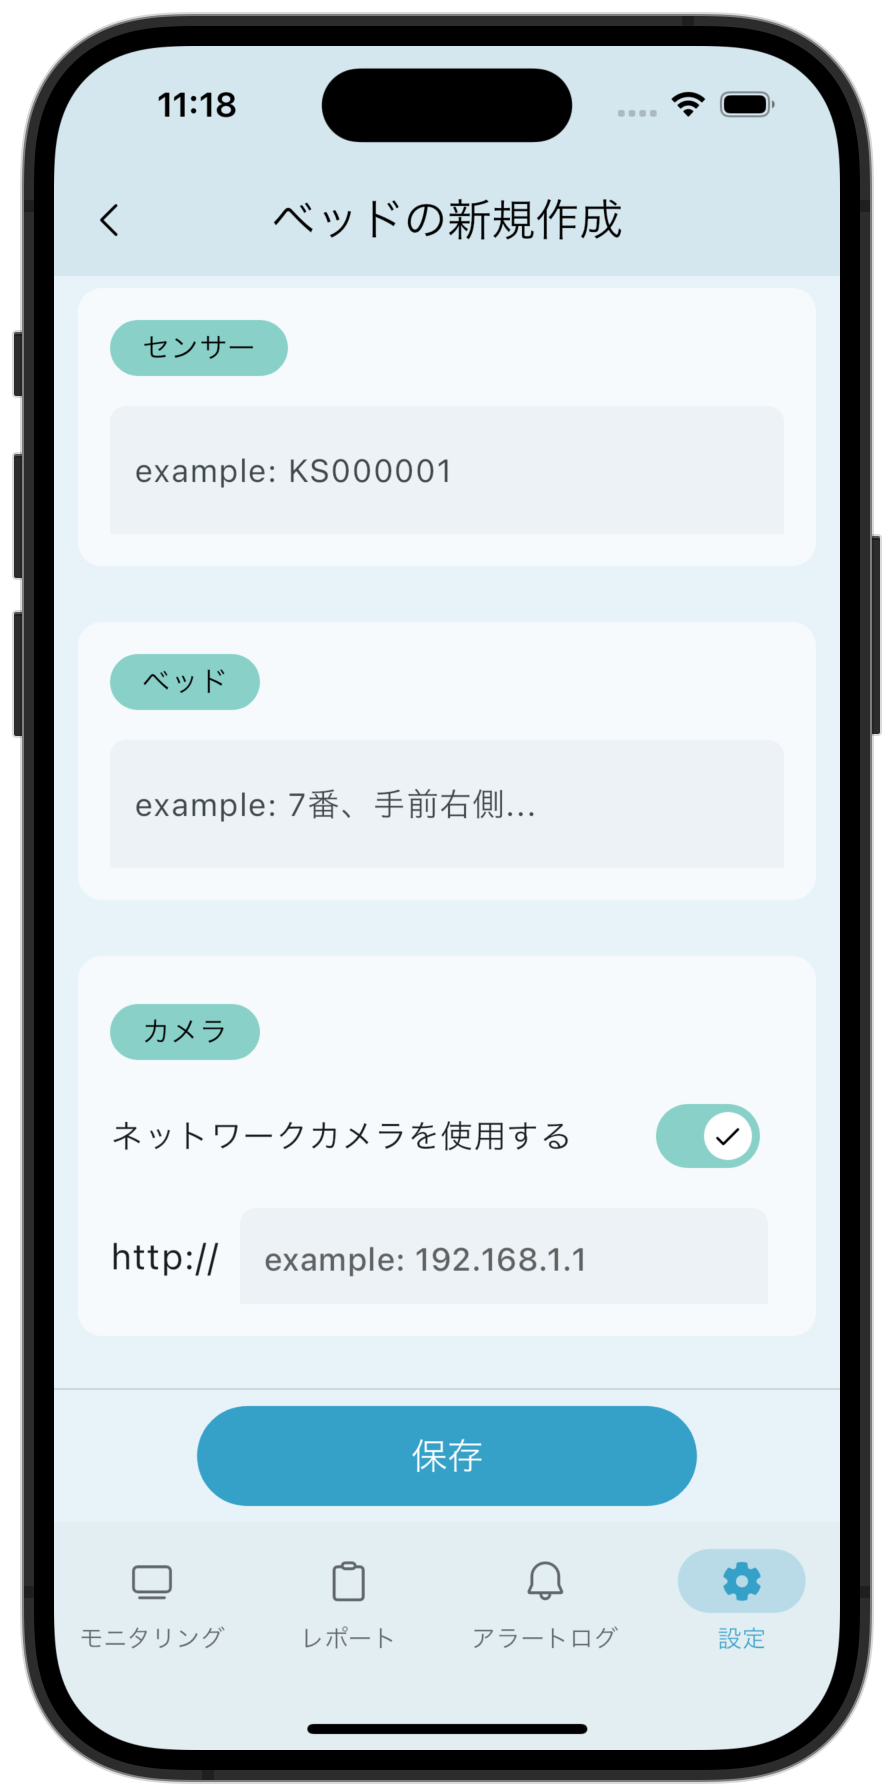 11:18
ベッドの新規作成
センサー
example: KS000001
ベッド
example: 7番、手前右側...
カメラ
ネットワークカメラを使用する
http:// example: 192.168.1.1
保存
モニタリング レポート アラートログ 設定